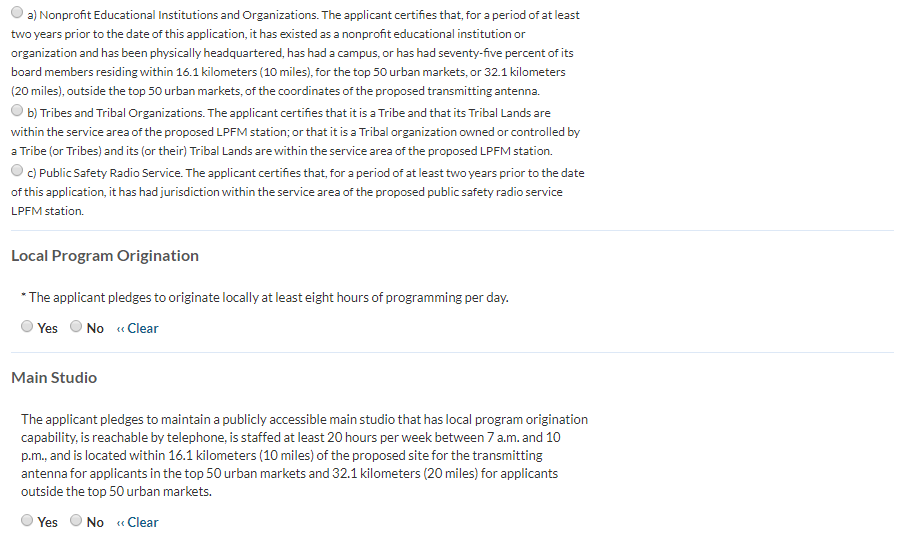 a) Nonprofit Educational Institutions and Organizations. The applicant certifies that, for a period of at least
two years prior to the date of this application, it has existed as a nonprofit educational institution or
organization and has been physically headquartered, has had a campus, or has had seventy-five percent of its
board members residing within 16.1 kilometers (10 miles), for the top 50 urban markets, or 32.1 kilometers
(20 miles), outside the top 50 urban markets, of the coordinates of the proposed transmitting antenna.
b) Tribes and Tribal Organizations. The applicant certifies that it is a Tribe and that its Tribal Lands are
within the service area of the proposed LPFM station; or that it is a Tribal organization owned or controlled by
a Tribe (or Tribes) and its (or their) Tribal Lands are within the service area of the proposed LPFM station.
c) Public Safety Radio Service. The applicant certifies that, for a period of at least two years prior to the date
of this application, it has had jurisdiction within the service area of the proposed public safety radio service
LPFM station.
Local Program Origination
* The applicant pledges to originate locally at least eight hours of programming per day.
Yes No ‹‹ Clear
Main Studio
The applicant pledges to maintain a publicly accessible main studio that has local program origination
capability, is reachable by telephone, is staffed at least 20 hours per week between 7 a.m. and 10
p.m., and is located within 16.1 kilometers (10 miles) of the proposed site for the transmitting
antenna for applicants in the top 50 urban markets and 32.1 kilometers (20 miles) for applicants
outside the top 50 urban markets.
Yes No ‹‹ Clear